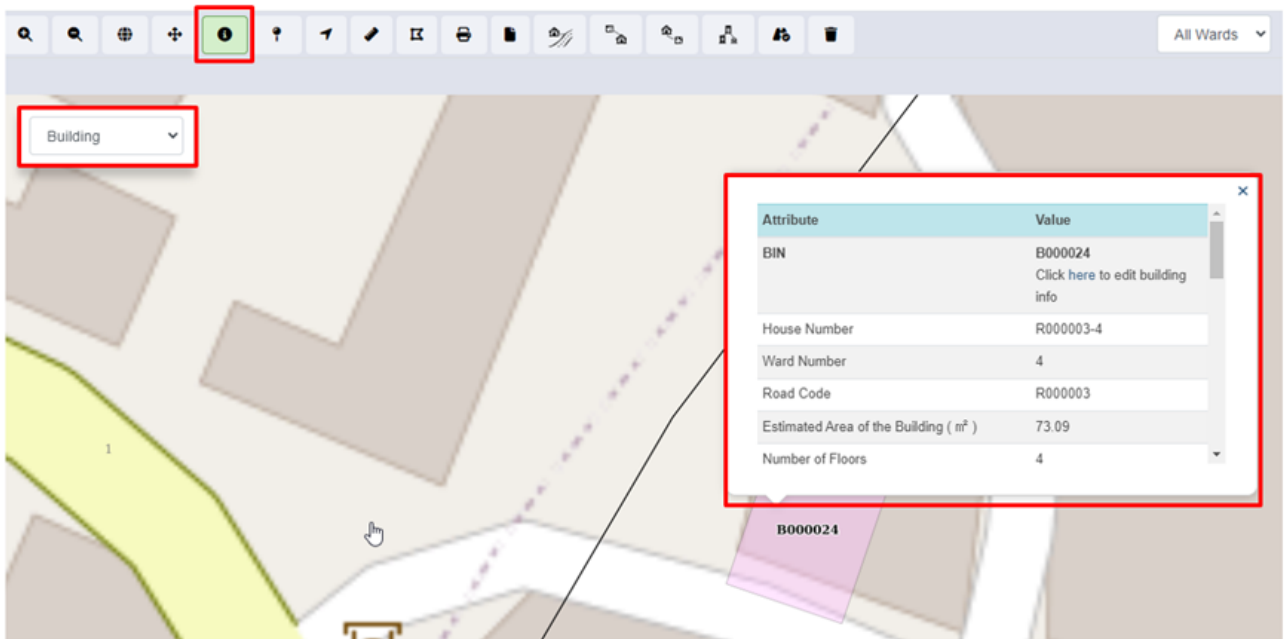 All Wards
Building
Attribute Value
BIN B000024
Click here to edit building
info
House Number R000003-4
Ward Number 4
Road Code R000003
Estimated Area of the Building ( m² ) 73.09
Number of Floors 4
1
B000024